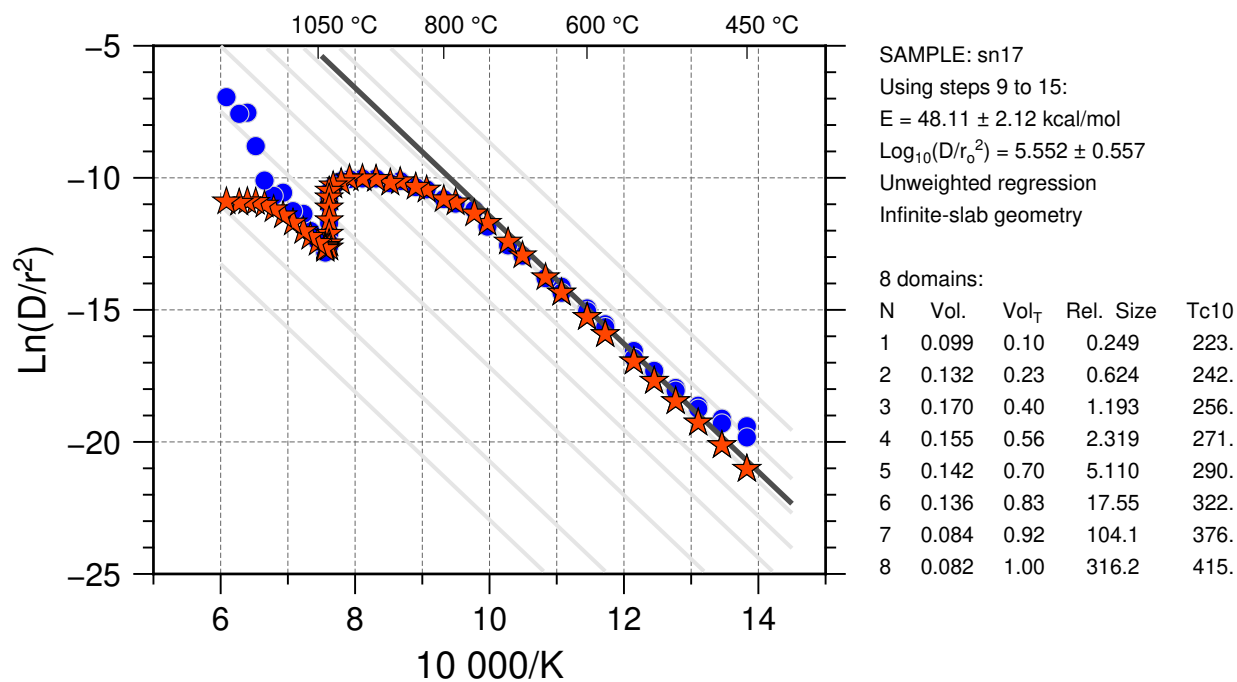 1050 °C 800 °C 600 °C 450 °C
−5
−10
−15
−20
−25
Ln(D/r²)
6 8 10 12 14
10 000/K
SAMPLE: sn17
Using steps 9 to 15:
E = 48.11 ± 2.12 kcal/mol
Log₁₀(D/rₒ²) = 5.552 ± 0.557
Unweighted regression
Infinite-slab geometry
8 domains:
N Vol. Vol_T Rel. Size Tc10
1 0.099 0.10 0.249 223.
2 0.132 0.23 0.624 242.
3 0.170 0.40 1.193 256.
4 0.155 0.56 2.319 271.
5 0.142 0.70 5.110 290.
6 0.136 0.83 17.55 322.
7 0.084 0.92 104.1 376.
8 0.082 1.00 316.2 415.